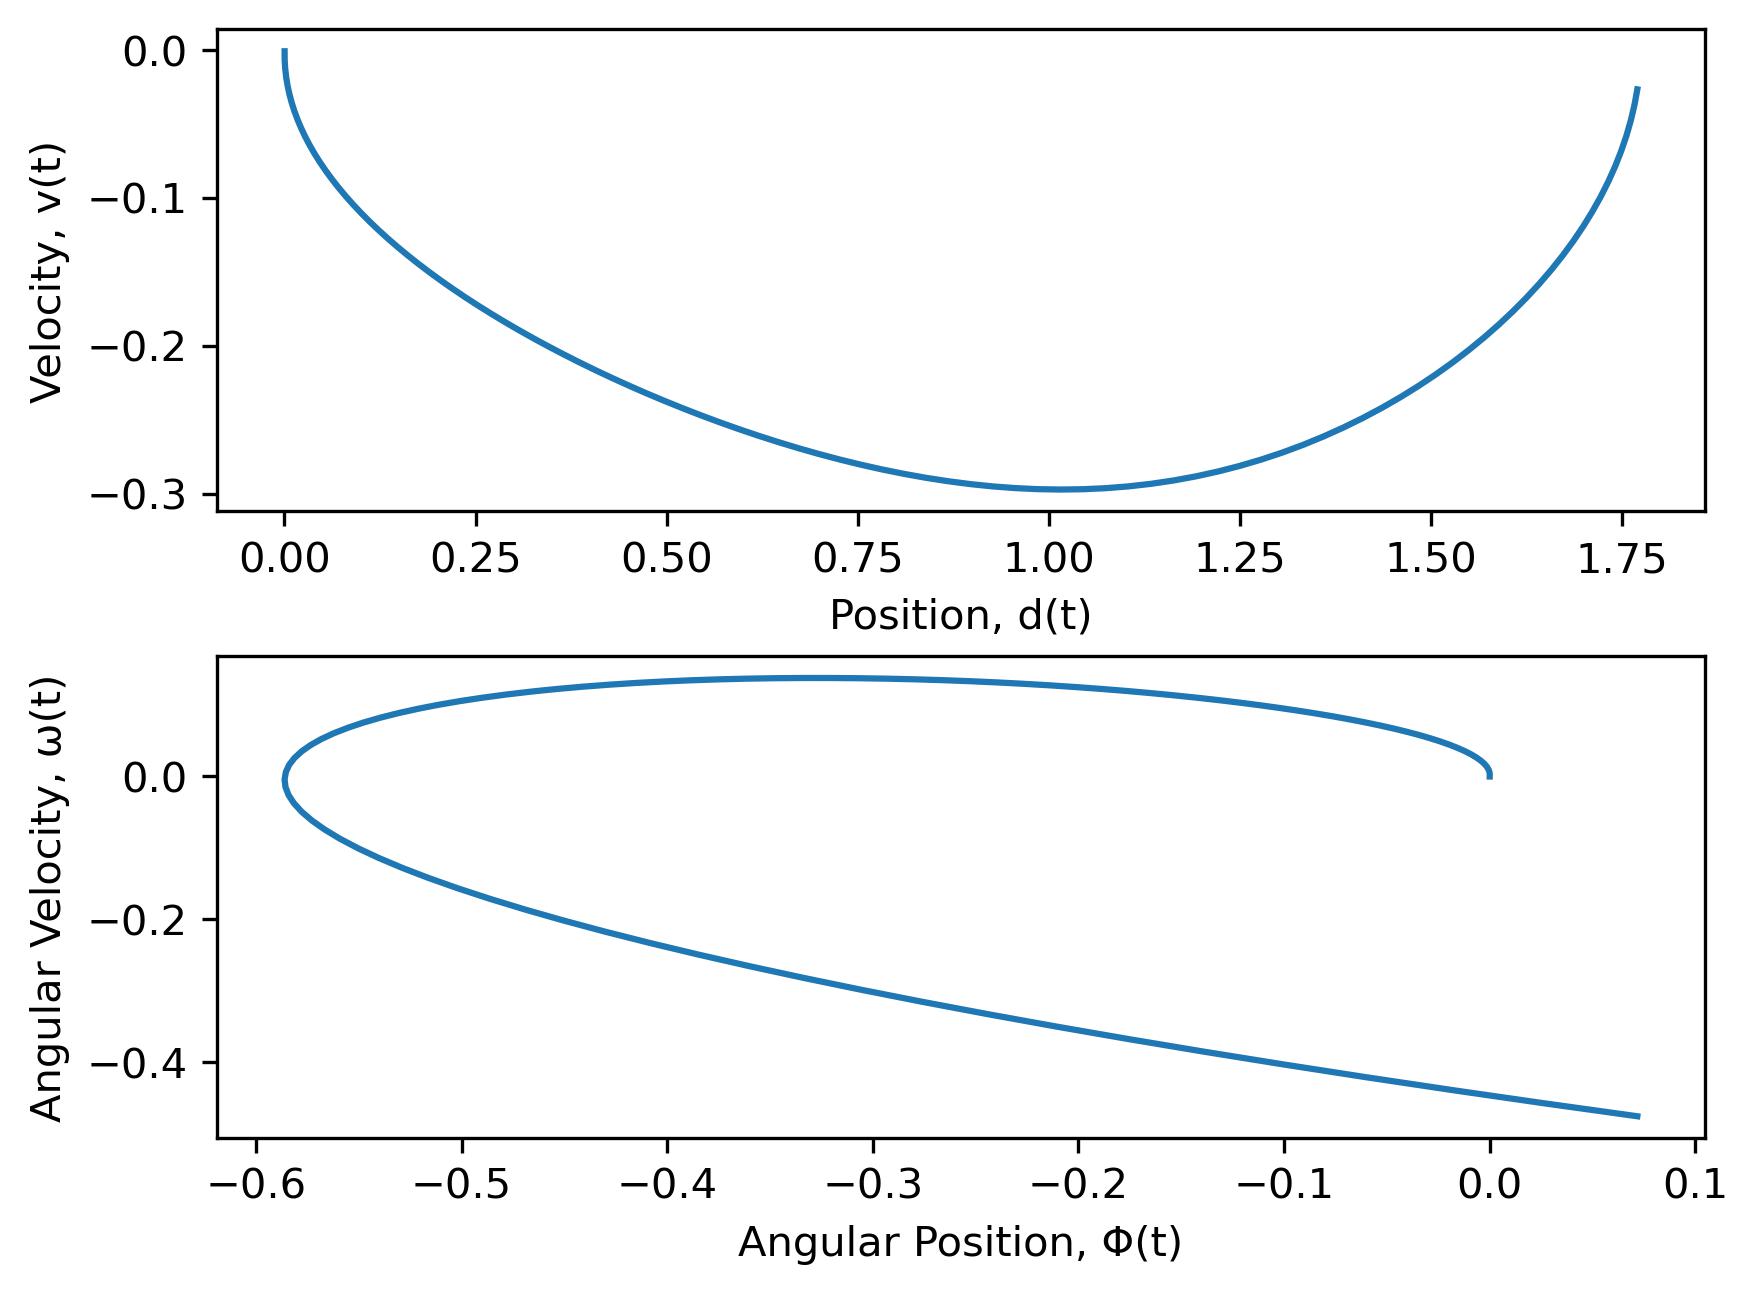 Velocity, v(t)
0.0
−0.1
−0.2
−0.3
0.00 0.25 0.50 0.75 1.00 1.25 1.50 1.75
Position, d(t)
Angular Velocity, ω(t)
0.0
−0.2
−0.4
−0.6 −0.5 −0.4 −0.3 −0.2 −0.1 0.0 0.1
Angular Position, Φ(t)